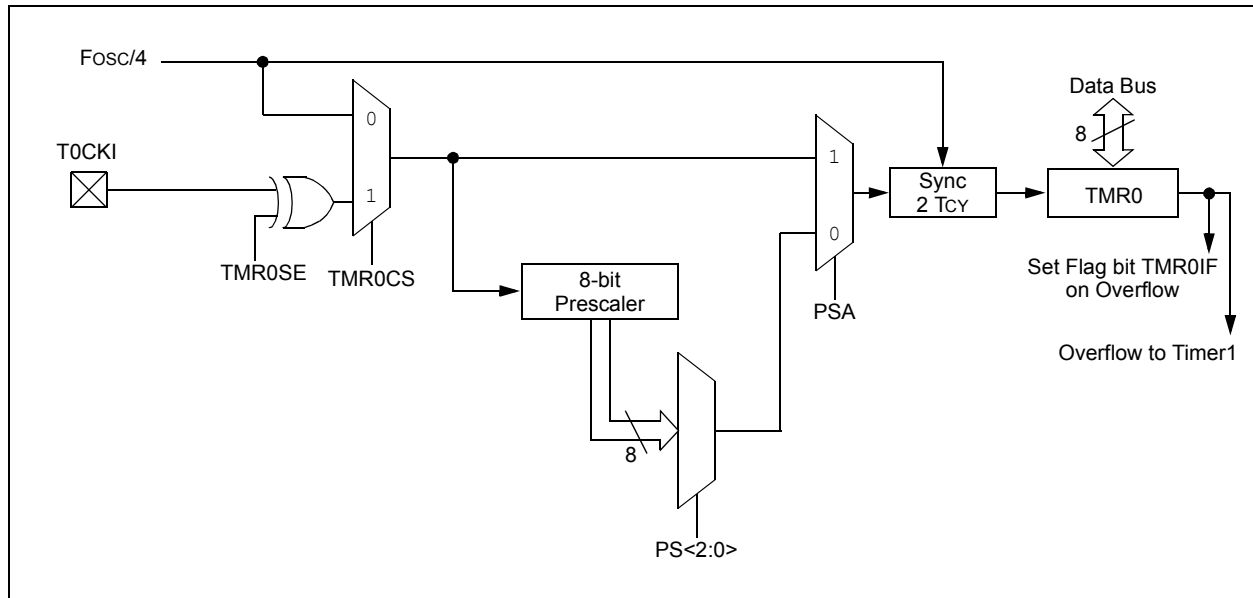 FOSC/4
Data Bus
0
8
T0CKI
1
Sync
2 TCY
TMR0
1
0
TMR0SE
TMR0CS
8-bit
Prescaler
PSA
Set Flag bit TMR0IF
on Overflow
Overflow to Timer1
8
PS<2:0>